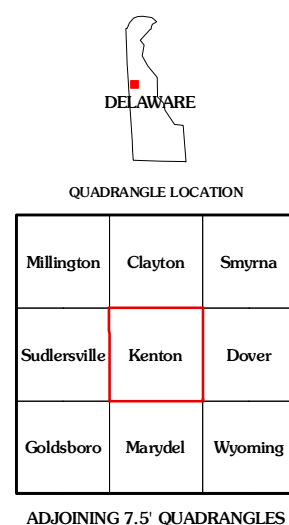 DELAWARE
QUADRANGLE LOCATION
Millington Clayton Smyrna
Sudlersville Kenton Dover
Goldsboro Marydel Wyoming
ADJOINING 7.5' QUADRANGLES